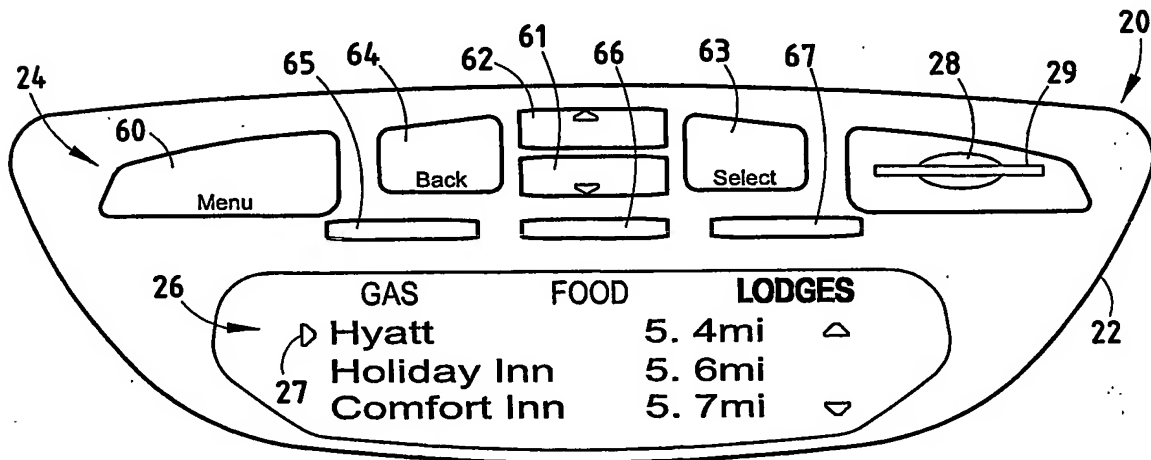 20
61
64 62 66 63 67 28 29
24 65
60
Back Select
Menu
26 GAS FOOD LODGES
Hyatt 5. 4mi
22
27 Holiday Inn 5. 6mi
Comfort Inn 5. 7mi